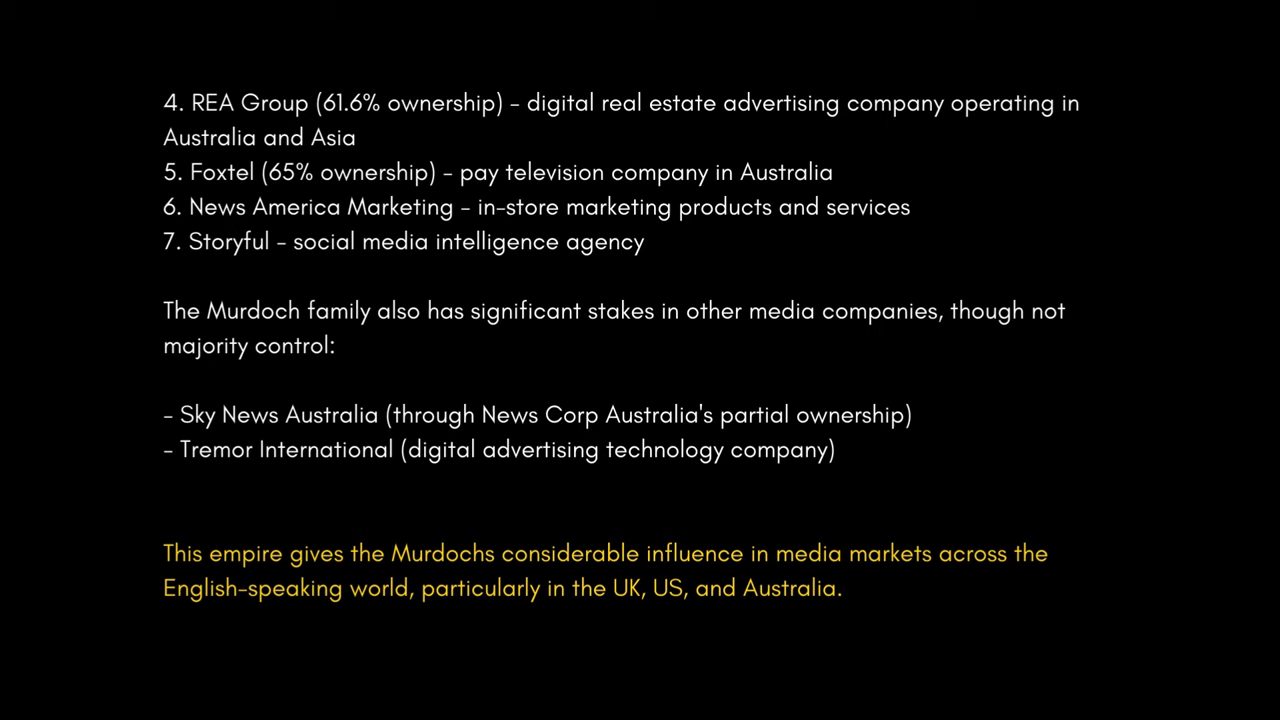 4. REA Group (61.6% ownership) - digital real estate advertising company operating in
Australia and Asia
5. Foxtel (65% ownership) - pay television company in Australia
6. News America Marketing - in-store marketing products and services
7. Storyful - social media intelligence agency
The Murdoch family also has significant stakes in other media companies, though not
majority control:
- Sky News Australia (through News Corp Australia's partial ownership)
- Tremor International (digital advertising technology company)
This empire gives the Murdochs considerable influence in media markets across the
English-speaking world, particularly in the UK, US, and Australia.